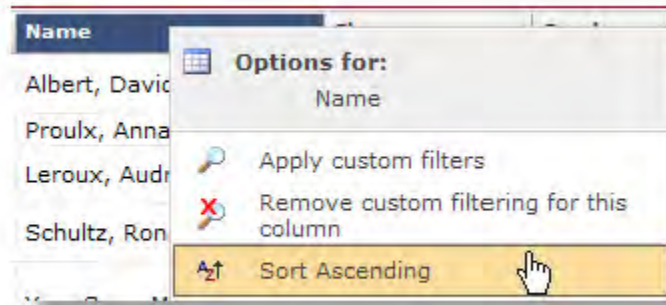 Name
Options for:
Name
Albert, David
Proulx, Anna
Apply custom filters
Leroux, Audr
Remove custom filtering for this
column
Schultz, Ron
Sort Ascending